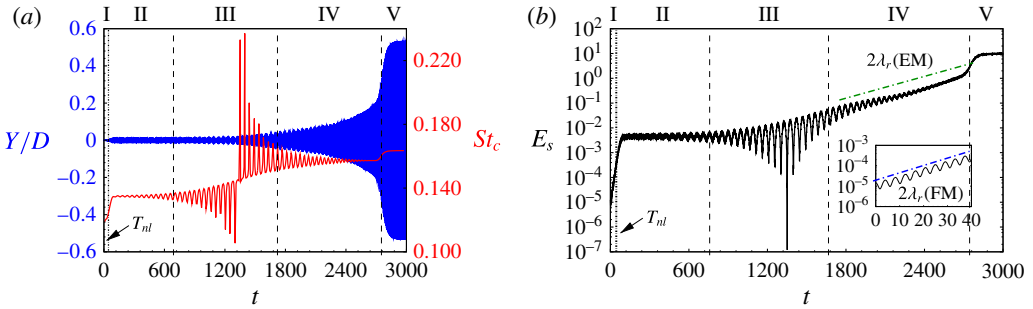 (a) I II III IV V
0.6
0.4
0.2
0
−0.2
−0.4
−0.6
Y/D
0.220
0.180
0.140
0.100
St_c
T_nl
0 600 1200 1800 2400 3000
t
(b) I II III IV V
10^2
10^1
10^0
10^−1
10^−2
10^−3
10^−4
10^−5
10^−6
10^−7
E_s
2λ_r(EM)
T_nl
10^−3
10^−4
10^−5
10^−6
2λ_r(FM)
0 10 20 30 40
0 600 1200 1800 2400 3000
t